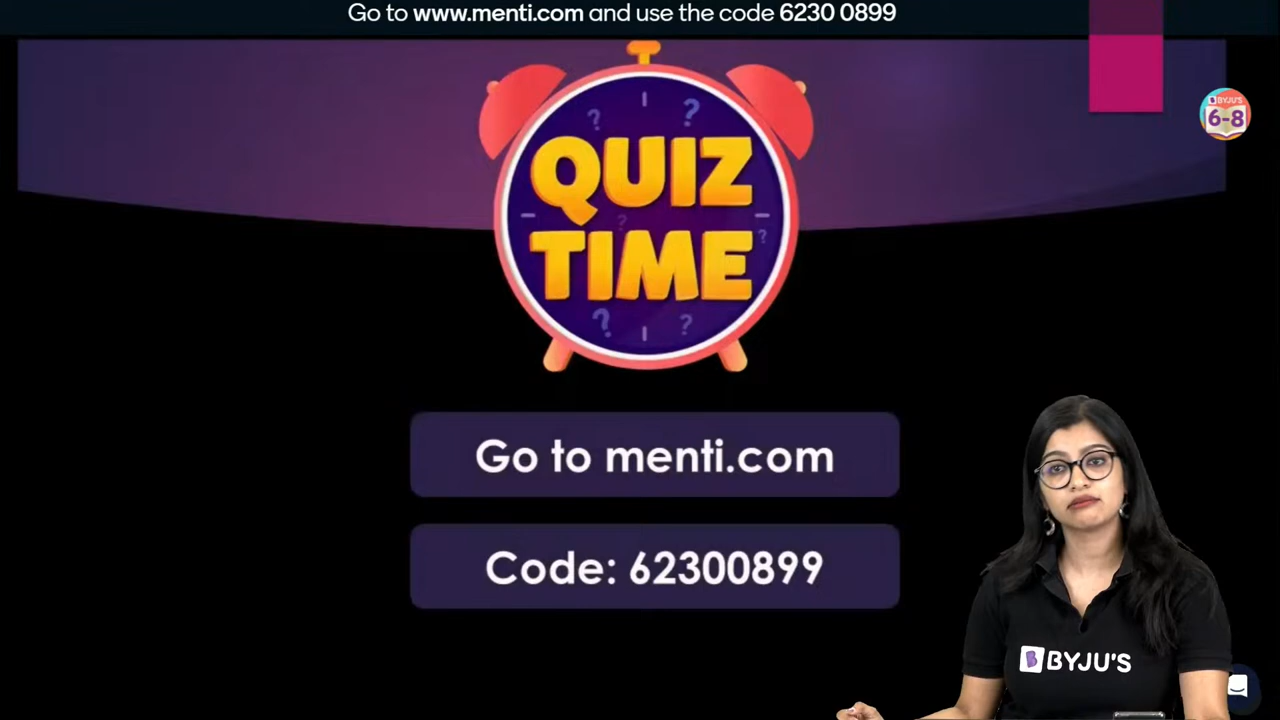 Go to www.menti.com and use the code 6230 0899
BYJU'S
6-8
QUIZ
TIME
Go to menti.com
Code: 62300899
BYJU'S